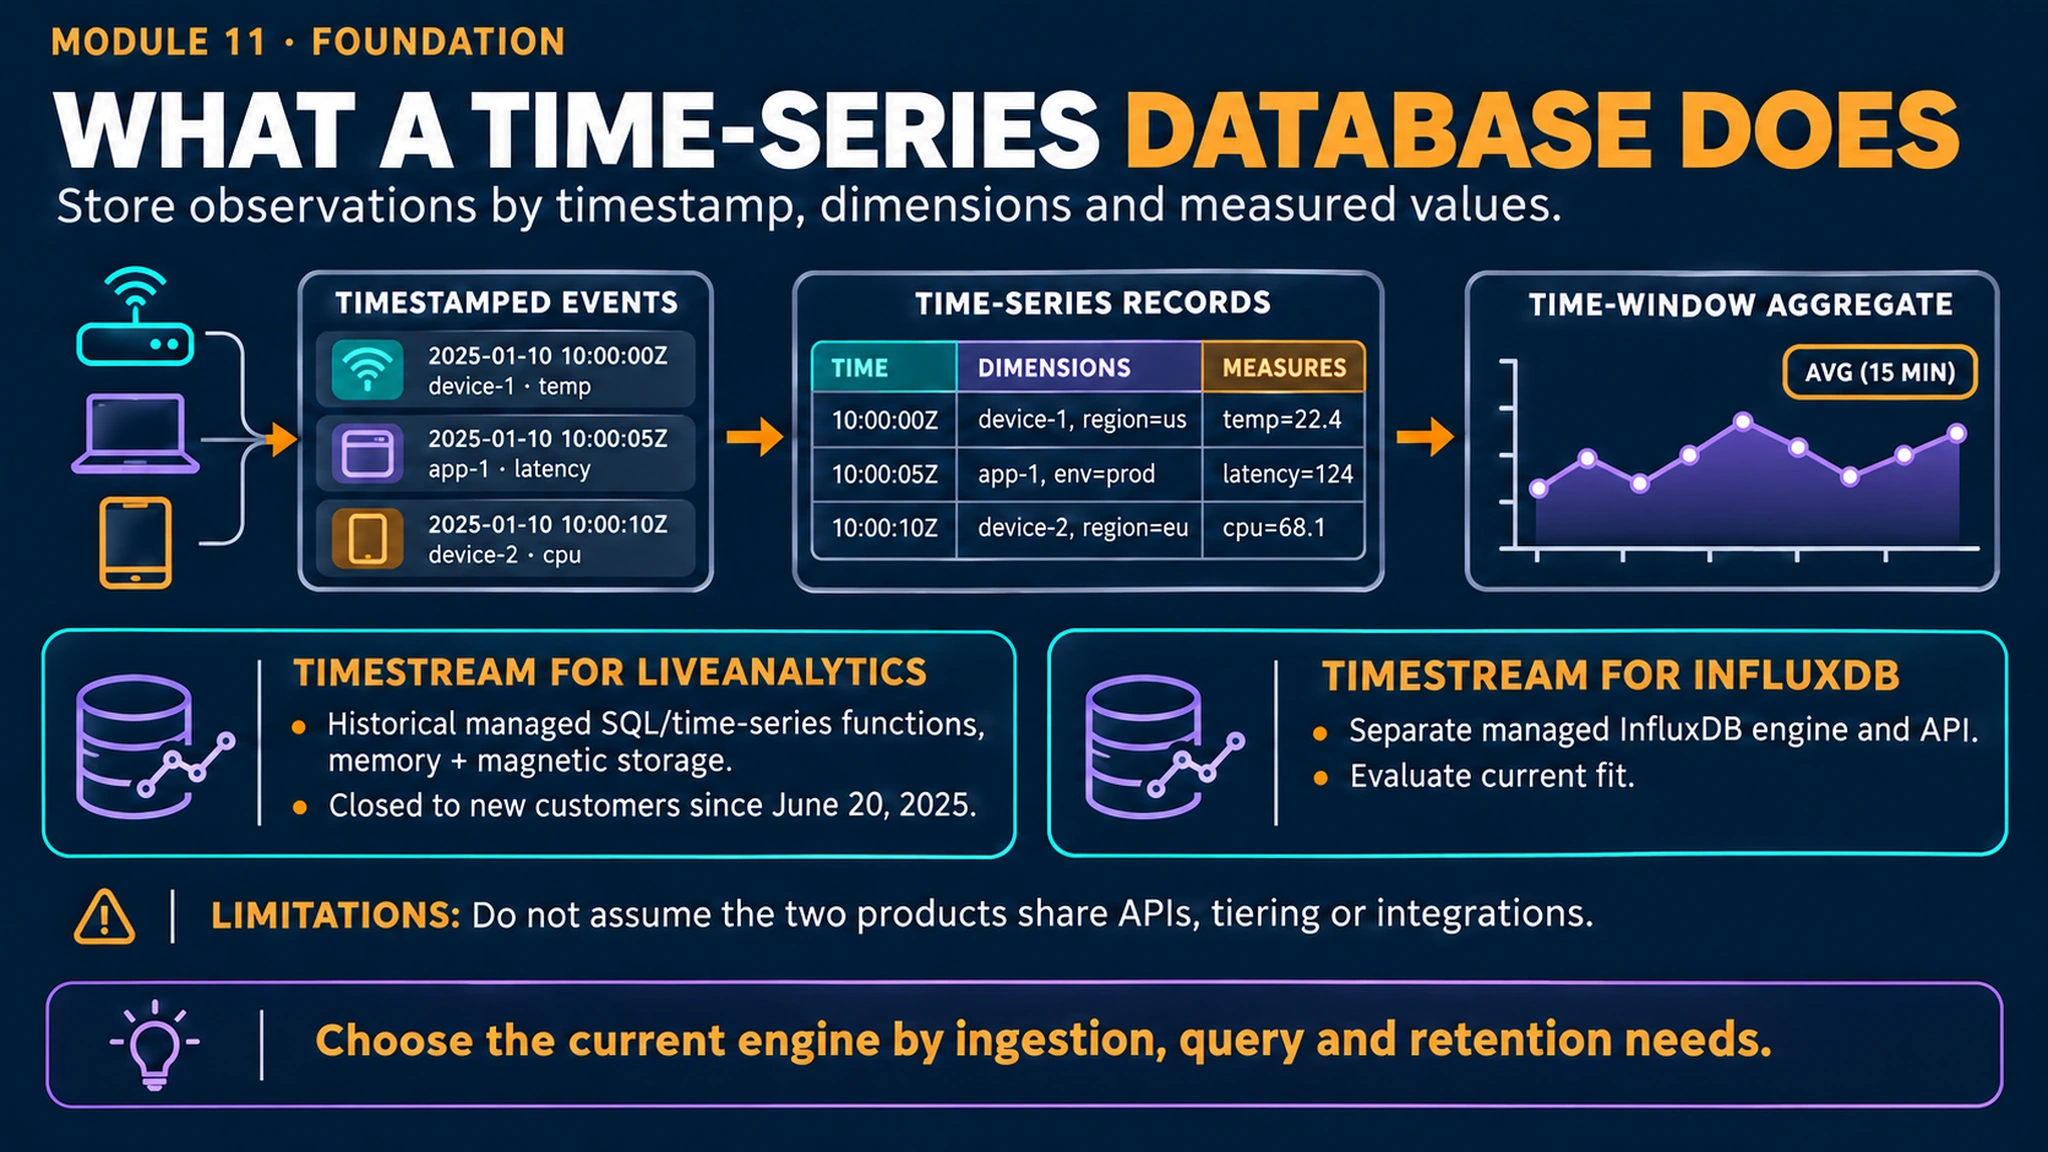 MODULE 11 · FOUNDATION
WHAT A TIME-SERIES DATABASE DOES
Store observations by timestamp, dimensions and measured values.
TIMESTAMPED EVENTS
2025-01-10 10:00:00Z
device-1 · temp
2025-01-10 10:00:05Z
app-1 · latency
2025-01-10 10:00:10Z
device-2 · cpu
TIME-SERIES RECORDS
TIME DIMENSIONS MEASURES
10:00:00Z device-1, region=us temp=22.4
10:00:05Z app-1, env=prod latency=124
10:00:10Z device-2, region=eu cpu=68.1
TIME-WINDOW AGGREGATE
AVG (15 MIN)
TIMESTREAM FOR LIVEANALYTICS
• Historical managed SQL/time-series functions,
memory + magnetic storage.
• Closed to new customers since June 20, 2025.
TIMESTREAM FOR INFLUXDB
• Separate managed InfluxDB engine and API.
• Evaluate current fit.
LIMITATIONS: Do not assume the two products share APIs, tiering or integrations.
Choose the current engine by ingestion, query and retention needs.